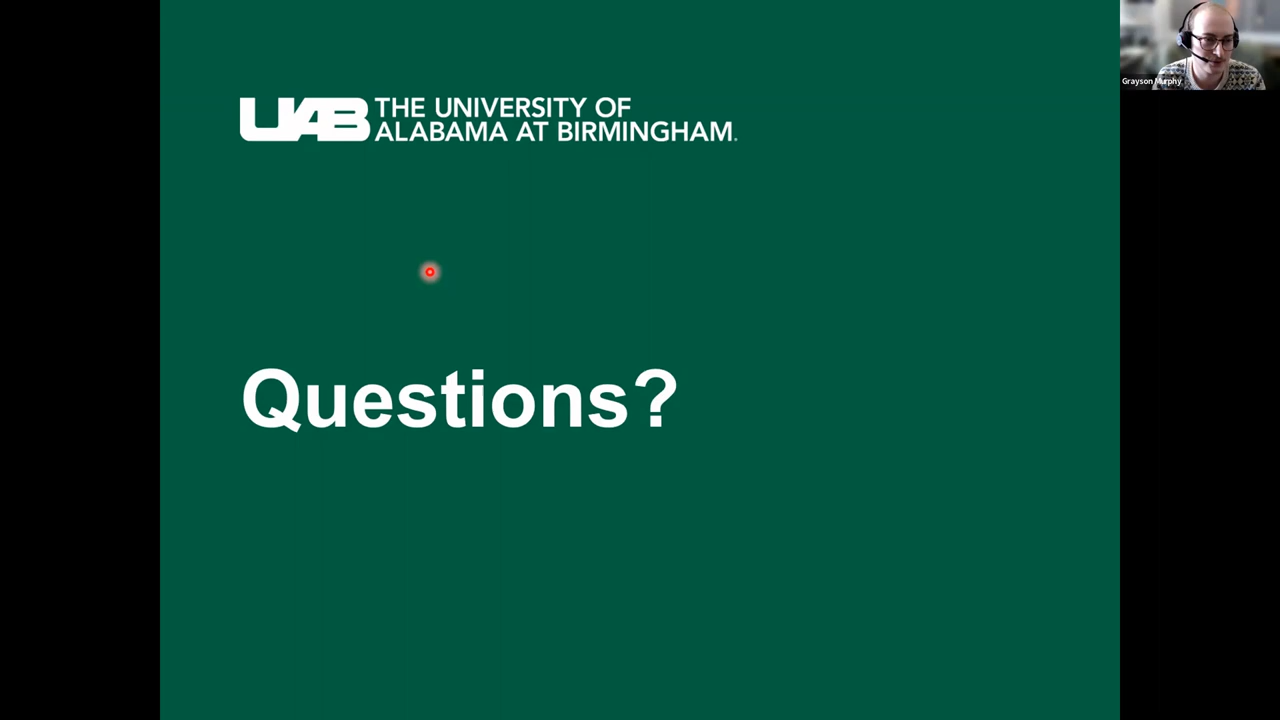 UAB THE UNIVERSITY OF
ALABAMA AT BIRMINGHAM.
Grayson Murphy
Questions?